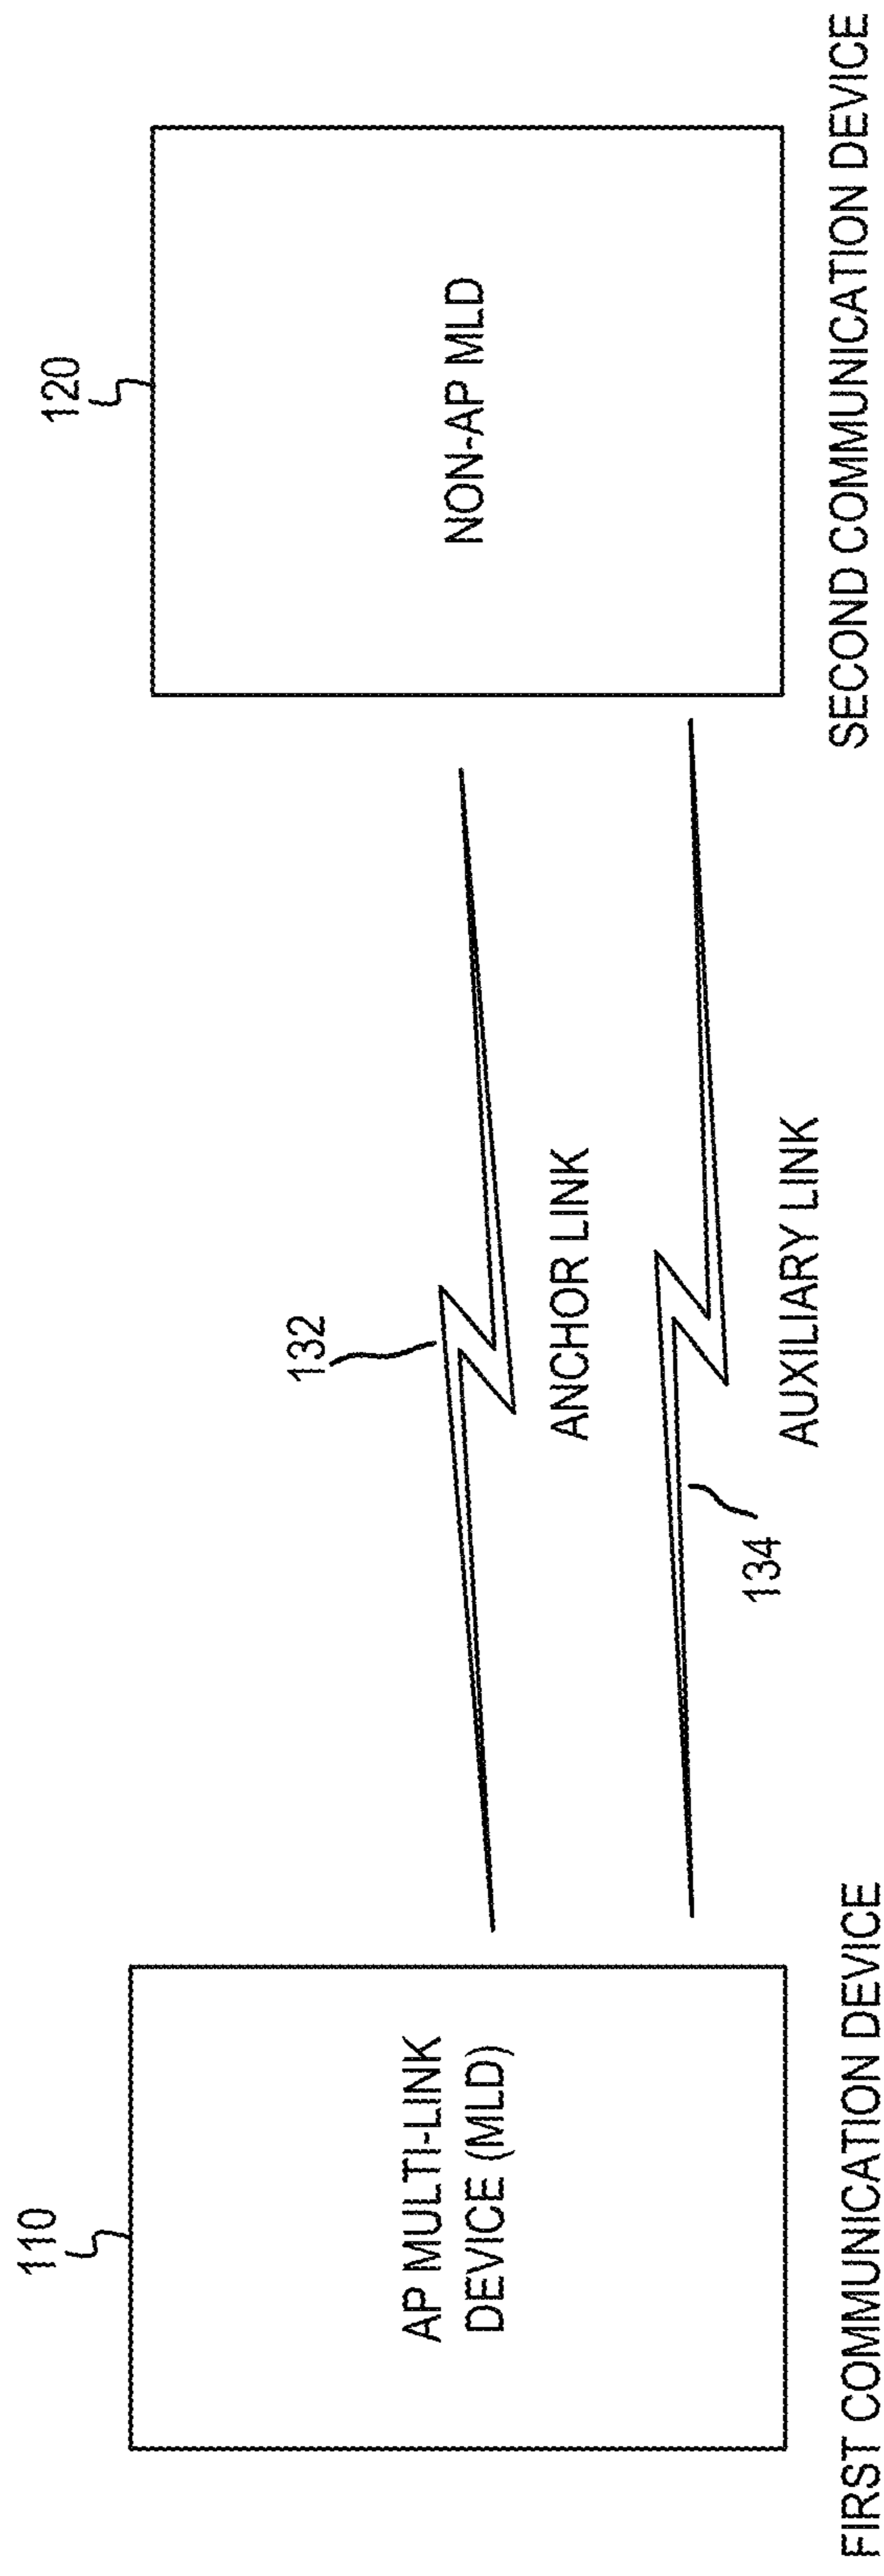 110
AP MULTI-LINK
DEVICE (MLD)
FIRST COMMUNICATION DEVICE
132
ANCHOR LINK
134
AUXILIARY LINK
120
NON-AP MLD
SECOND COMMUNICATION DEVICE